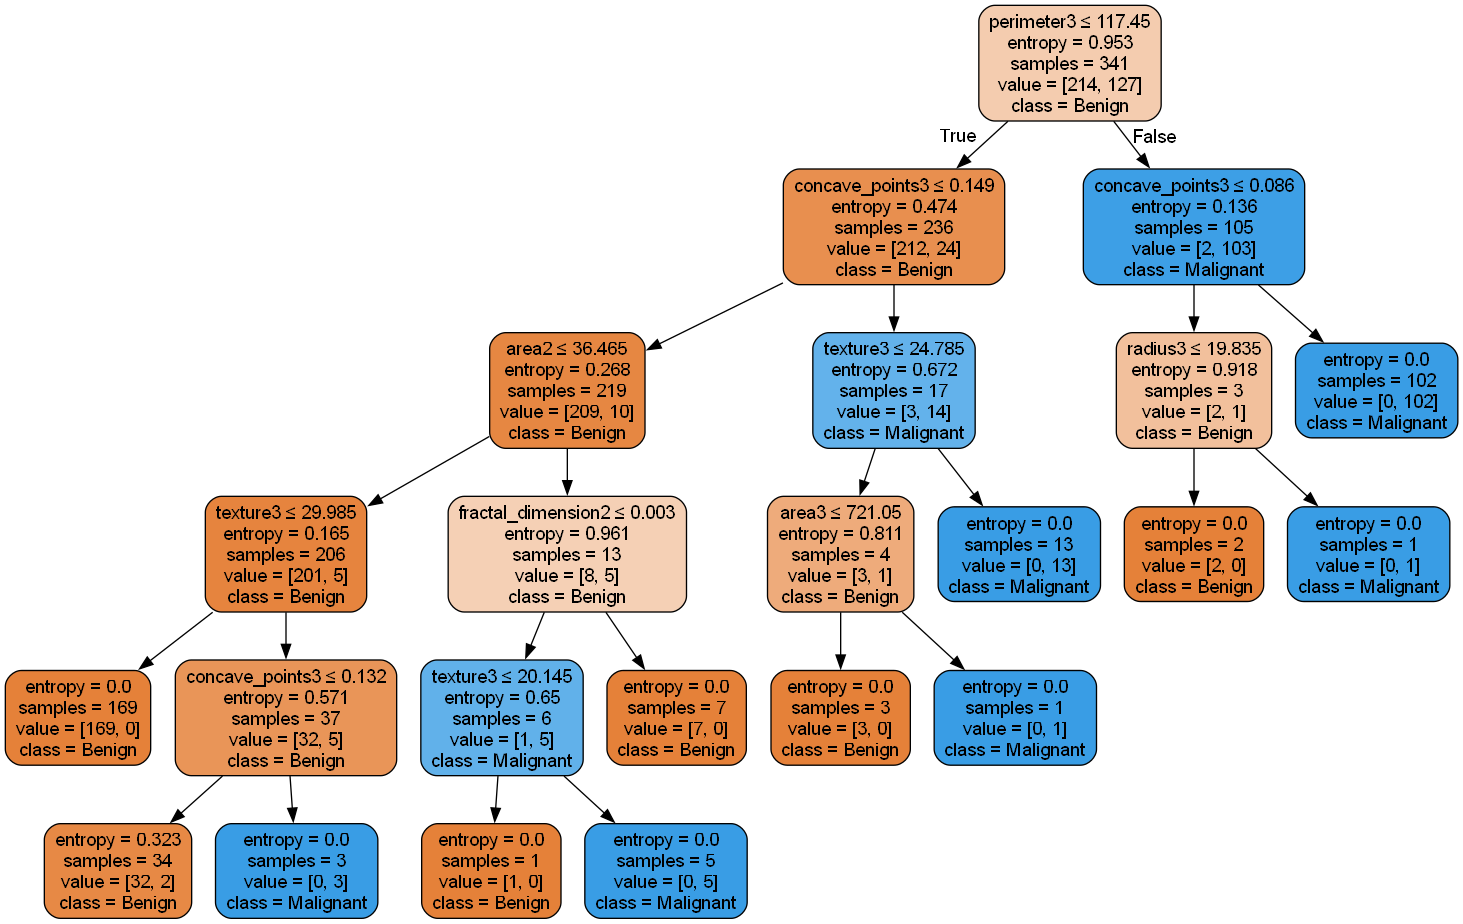 perimeter3 ≤ 117.45
entropy = 0.953
samples = 341
value = [214, 127]
class = Benign
True
False
concave_points3 ≤ 0.149
entropy = 0.474
samples = 236
value = [212, 24]
class = Benign
concave_points3 ≤ 0.086
entropy = 0.136
samples = 105
value = [2, 103]
class = Malignant
area2 ≤ 36.465
entropy = 0.268
samples = 219
value = [209, 10]
class = Benign
texture3 ≤ 24.785
entropy = 0.672
samples = 17
value = [3, 14]
class = Malignant
radius3 ≤ 19.835
entropy = 0.918
samples = 3
value = [2, 1]
class = Benign
entropy = 0.0
samples = 102
value = [0, 102]
class = Malignant
texture3 ≤ 29.985
entropy = 0.165
samples = 206
value = [201, 5]
class = Benign
fractal_dimension2 ≤ 0.003
entropy = 0.961
samples = 13
value = [8, 5]
class = Benign
area3 ≤ 721.05
entropy = 0.811
samples = 4
value = [3, 1]
class = Benign
entropy = 0.0
samples = 13
value = [0, 13]
class = Malignant
entropy = 0.0
samples = 2
value = [2, 0]
class = Benign
entropy = 0.0
samples = 1
value = [0, 1]
class = Malignant
entropy = 0.0
samples = 169
value = [169, 0]
class = Benign
concave_points3 ≤ 0.132
entropy = 0.571
samples = 37
value = [32, 5]
class = Benign
texture3 ≤ 20.145
entropy = 0.65
samples = 6
value = [1, 5]
class = Malignant
entropy = 0.0
samples = 7
value = [7, 0]
class = Benign
entropy = 0.0
samples = 3
value = [3, 0]
class = Benign
entropy = 0.0
samples = 1
value = [0, 1]
class = Malignant
entropy = 0.323
samples = 34
value = [32, 2]
class = Benign
entropy = 0.0
samples = 3
value = [0, 3]
class = Malignant
entropy = 0.0
samples = 1
value = [1, 0]
class = Benign
entropy = 0.0
samples = 5
value = [0, 5]
class = Malignant